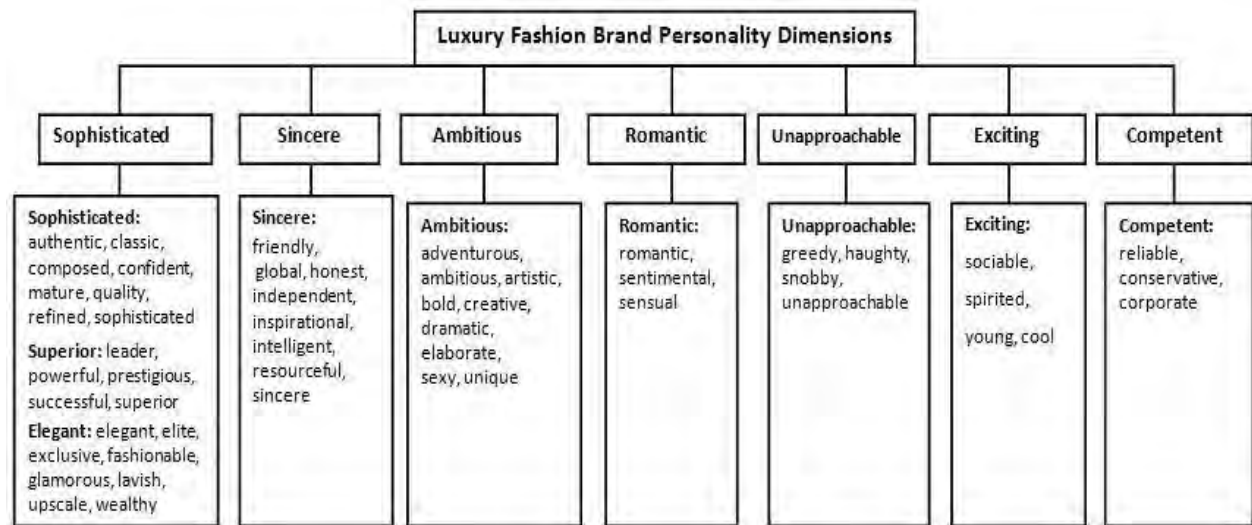 Luxury Fashion Brand Personality Dimensions
Sophisticated
Sincere
Ambitious
Romantic
Unapproachable
Exciting
Competent
Sophisticated:
authentic, classic,
composed, confident,
mature, quality,
refined, sophisticated
Superior: leader,
powerful, prestigious,
successful, superior
Elegant: elegant, elite,
exclusive, fashionable,
glamorous, lavish,
upscale, wealthy
Sincere:
friendly,
global, honest,
independent,
inspirational,
intelligent,
resourceful,
sincere
Ambitious:
adventurous,
ambitious, artistic,
bold, creative,
dramatic,
elaborate,
sexy, unique
Romantic:
romantic,
sentimental,
sensual
Unapproachable:
greedy, haughty,
snobby,
unapproachable
Exciting:
sociable,
spirited,
young, cool
Competent:
reliable,
conservative,
corporate